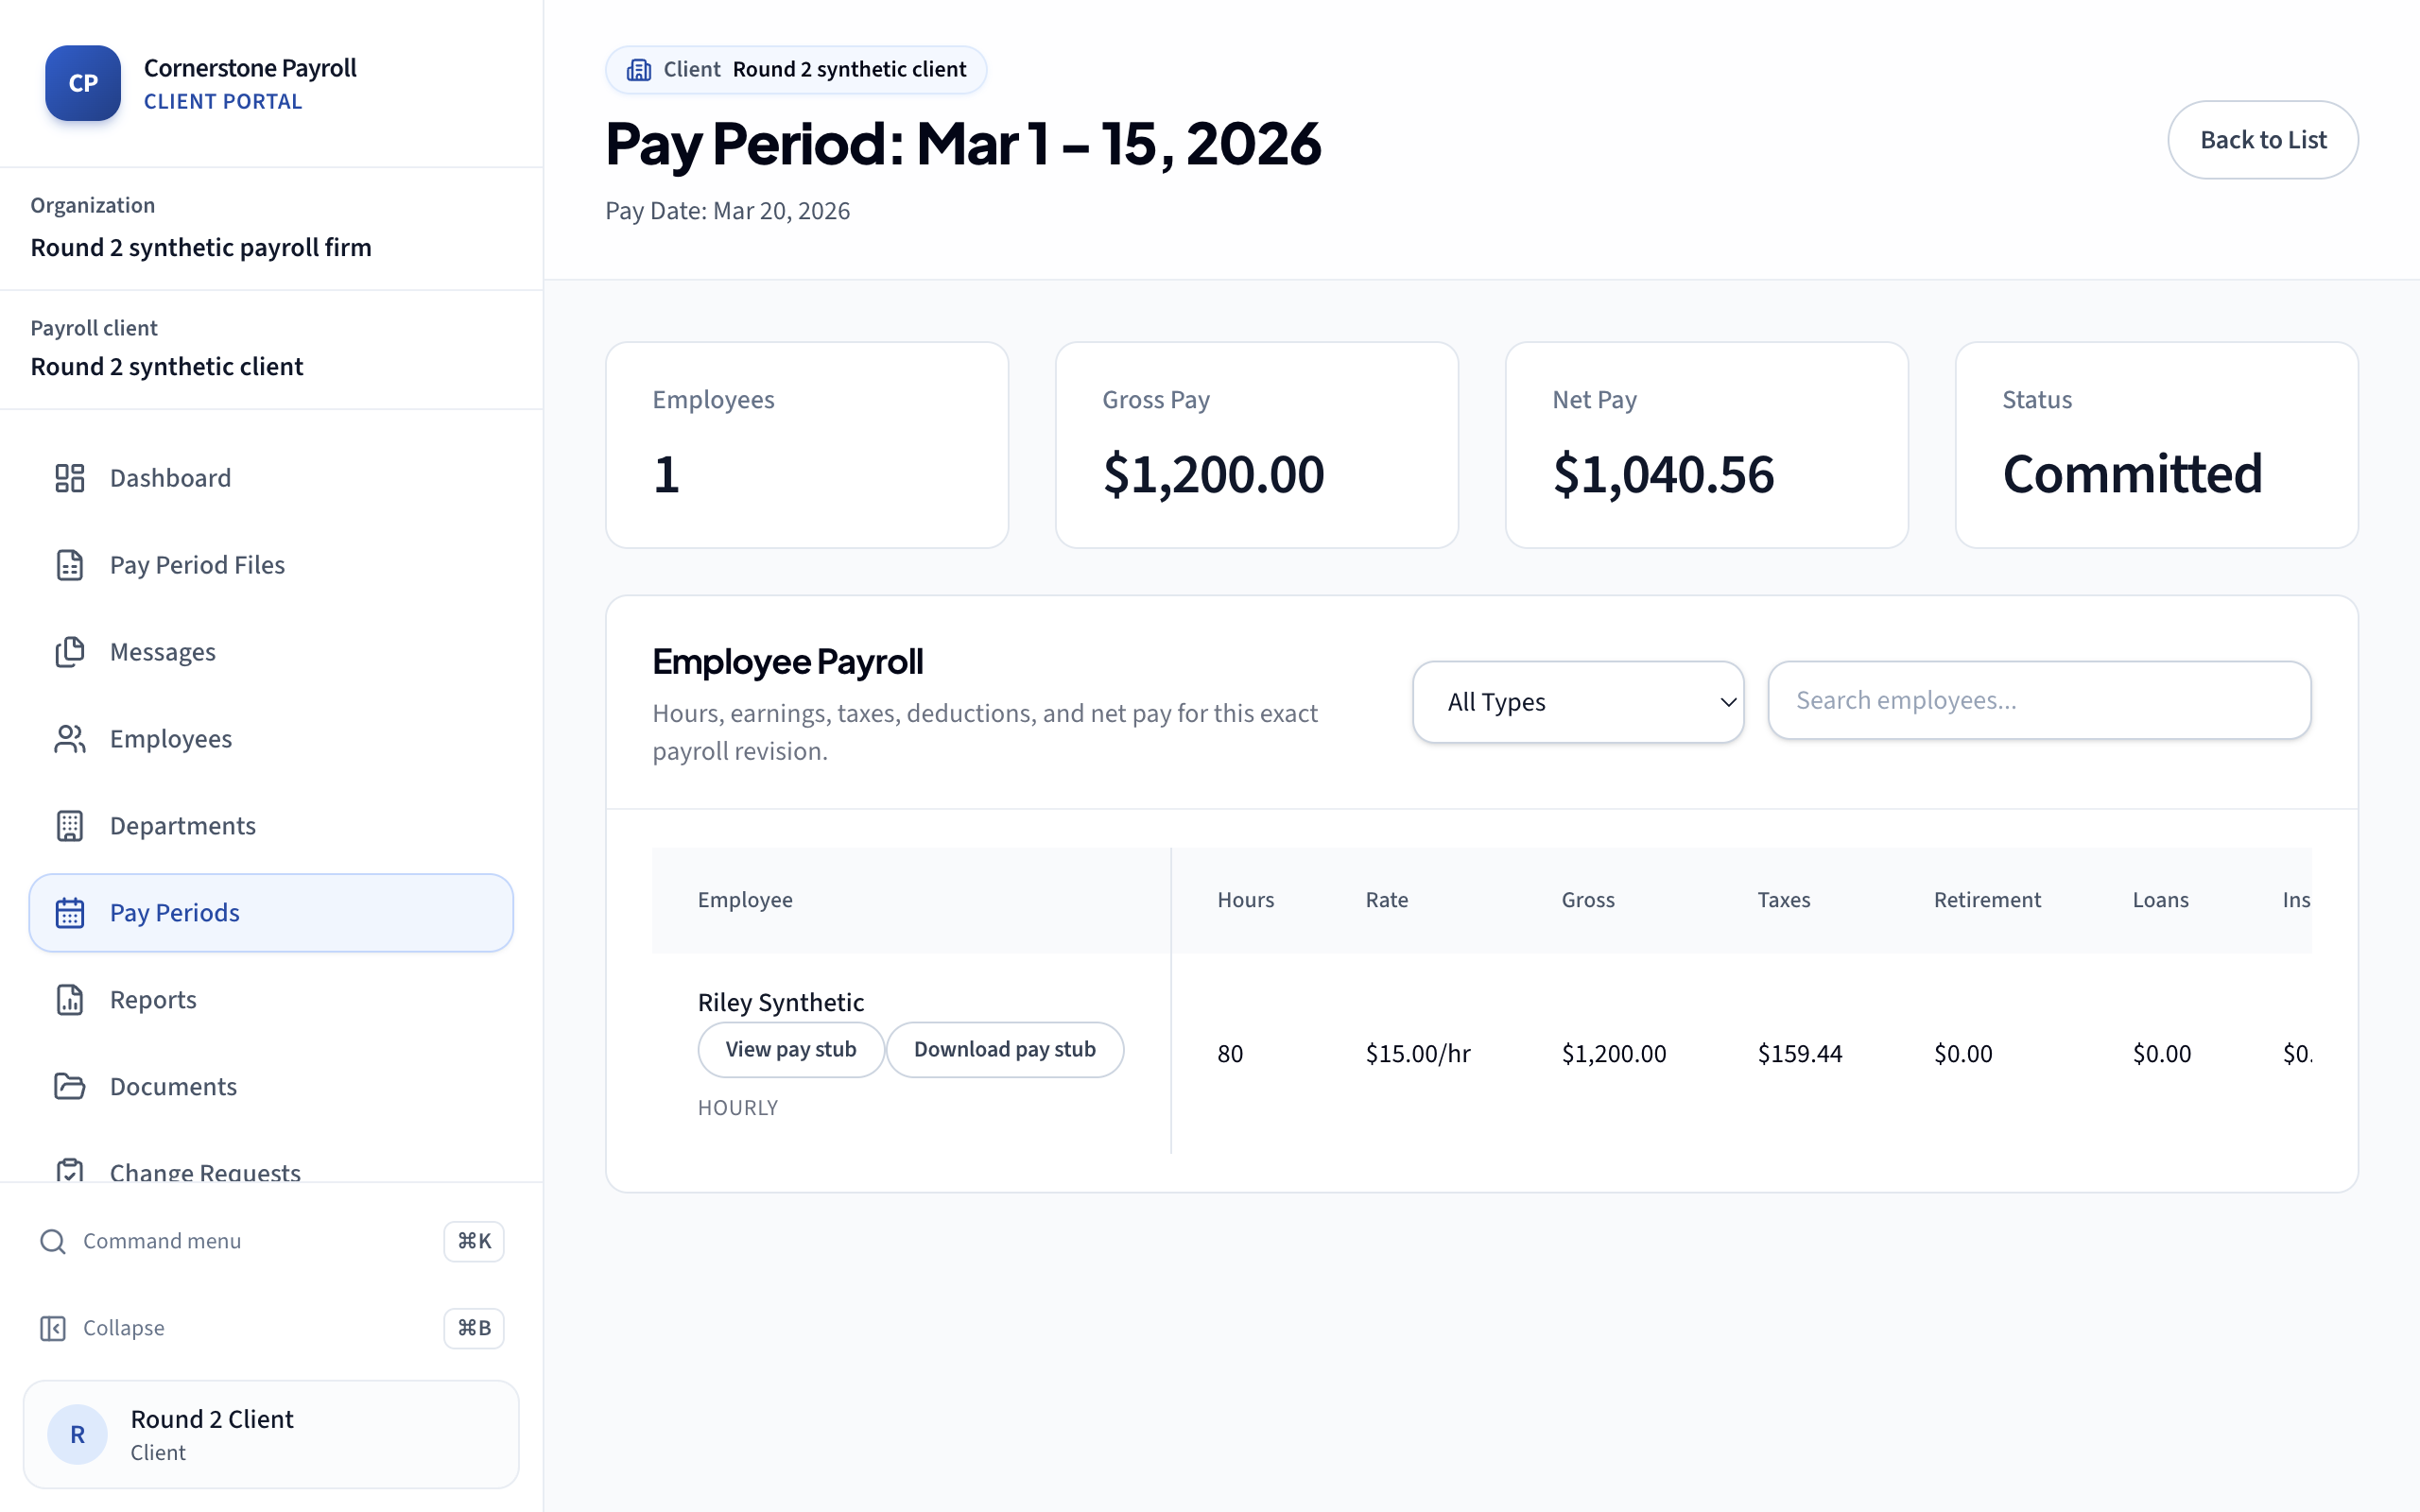 CP
Cornerstone Payroll
CLIENT PORTAL
Organization
Round 2 synthetic payroll firm
Payroll client
Round 2 synthetic client
Dashboard
Pay Period Files
Messages
Employees
Departments
Pay Periods
Reports
Documents
Change Requests
Command menu ⌘K
Collapse ⌘B
R
Round 2 Client
Client
Client Round 2 synthetic client
Pay Period: Mar 1 – 15, 2026
Pay Date: Mar 20, 2026
Back to List
Employees
1
Gross Pay
$1,200.00
Net Pay
$1,040.56
Status
Committed
Employee Payroll
Hours, earnings, taxes, deductions, and net pay for this exact
payroll revision.
All Types
Search employees...
Employee Hours Rate Gross Taxes Retirement Loans Ins
Riley Synthetic
View pay stub Download pay stub
HOURLY
80 $15.00/hr $1,200.00 $159.44 $0.00 $0.00 $0.